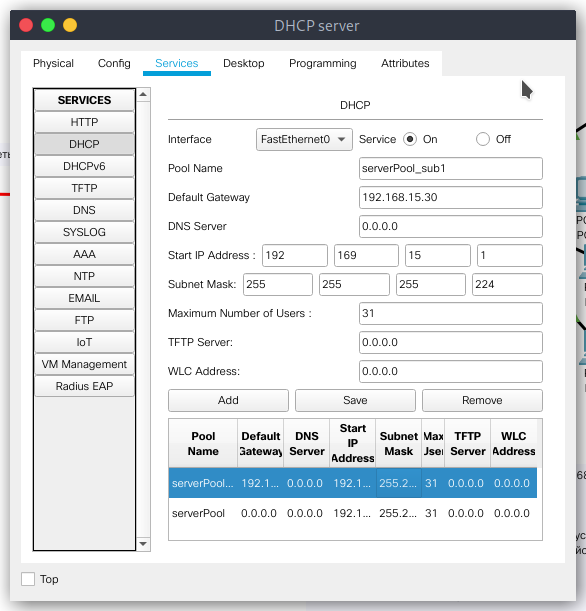 DHCP server
Physical Config Services Desktop Programming Attributes
SERVICES
HTTP
DHCP
DHCPv6
TFTP
DNS
SYSLOG
AAA
NTP
EMAIL
FTP
IoT
VM Management
Radius EAP
DHCP
Interface FastEthernet0 Service On Off
Pool Name serverPool_sub1
Default Gateway 192.168.15.30
DNS Server 0.0.0.0
Start IP Address : 192 169 15 1
Subnet Mask: 255 255 255 224
Maximum Number of Users : 31
TFTP Server: 0.0.0.0
WLC Address: 0.0.0.0
Add Save Remove
Pool Name Default Gateway DNS Server Start IP Address Subnet Mask Max User TFTP Server WLC Address
serverPool... 192.1... 0.0.0.0 192.1... 255.2... 31 0.0.0.0 0.0.0.0
serverPool 0.0.0.0 0.0.0.0 192.1... 255.2... 31 0.0.0.0 0.0.0.0
Top